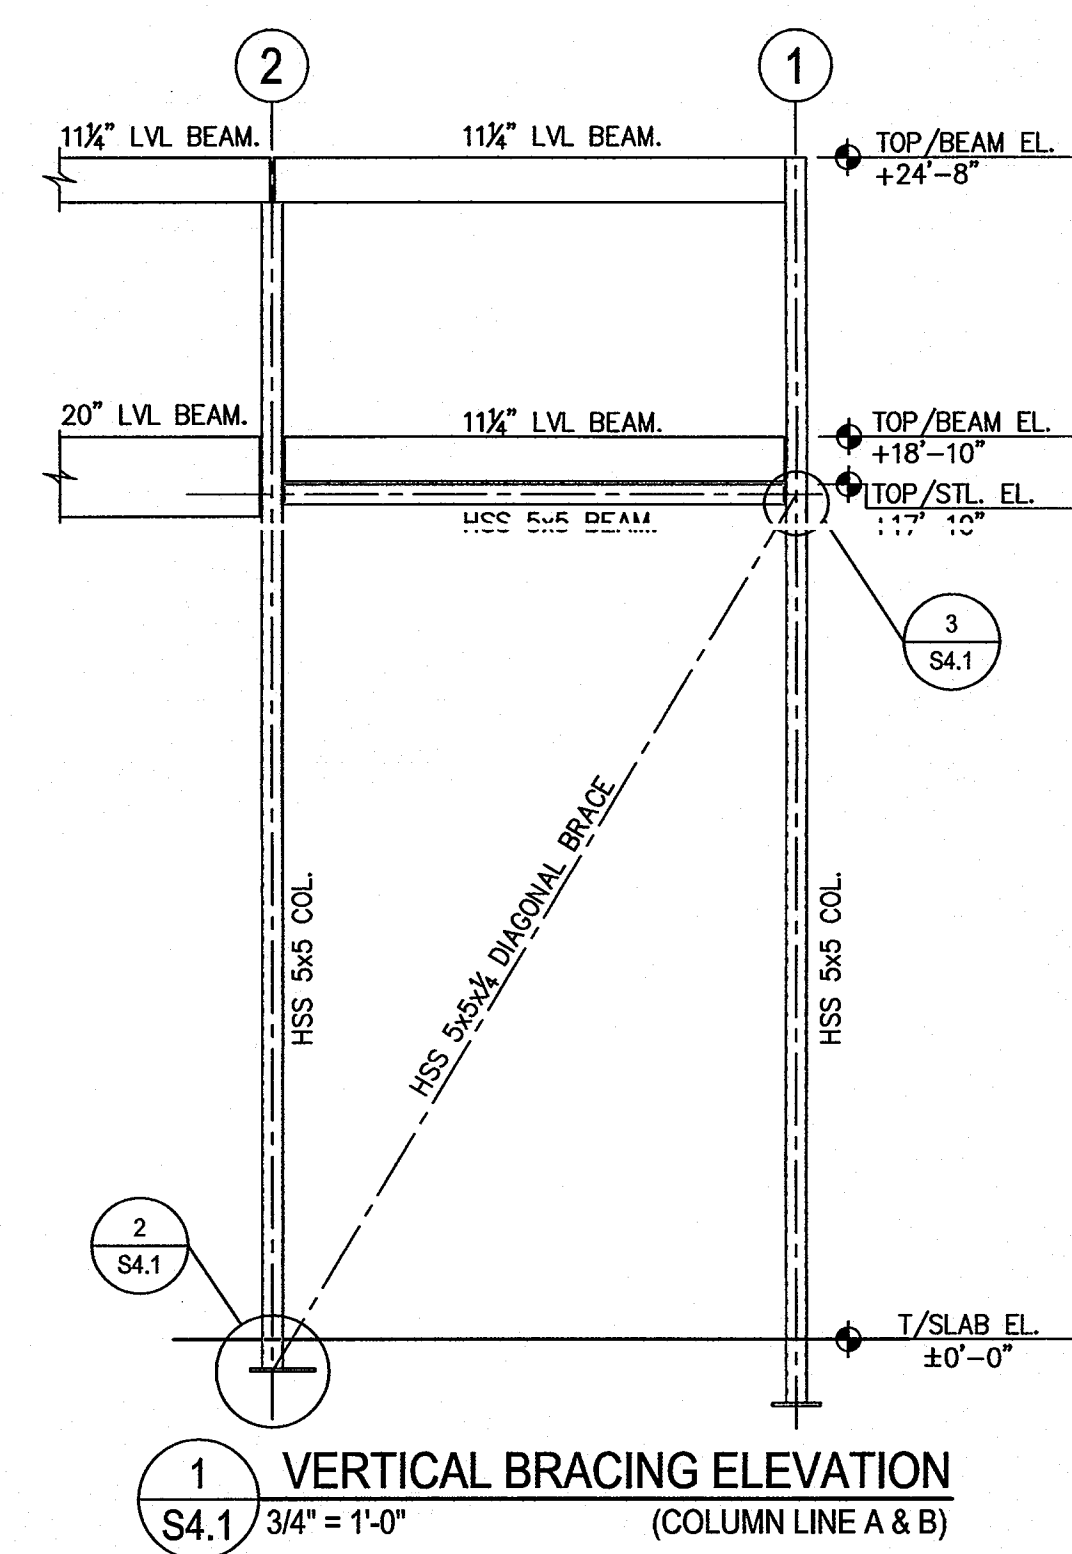 2
1
11¼" LVL BEAM.
11¼" LVL BEAM.
TOP/BEAM EL.
+24'-8"
20" LVL BEAM.
11¼" LVL BEAM.
TOP/BEAM EL.
+18'-10"
TOP/STL. EL.
HSS 5x5 BEAM
3
S4.1
HSS 5x5x¼ DIAGONAL BRACE
HSS 5x5 COL.
HSS 5x5 COL.
2
S4.1
T/SLAB EL.
±0'-0"
1
S4.1
VERTICAL BRACING ELEVATION
3/4" = 1'-0"
(COLUMN LINE A & B)